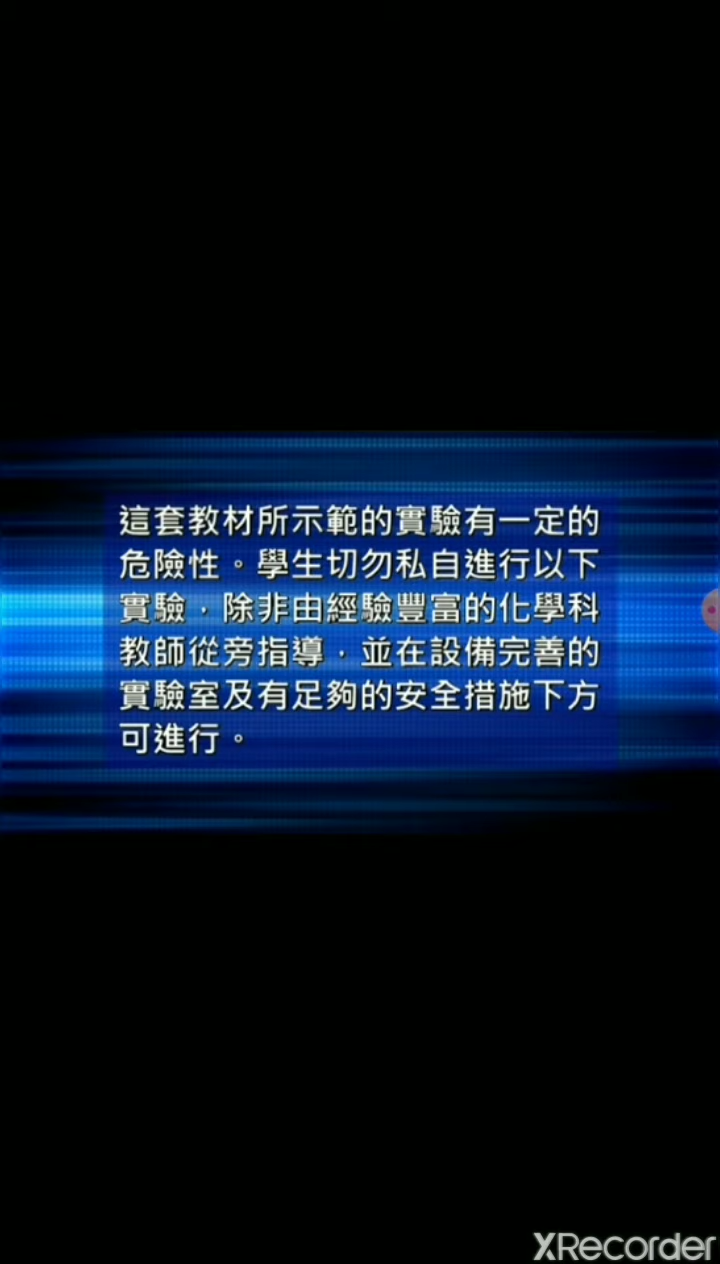 這套教材所示範的實驗有一定的
危險性。學生切勿私自進行以下
實驗，除非由經驗豐富的化學科
教師從旁指導，並在設備完善的
實驗室及有足夠的安全措施下方
可進行。
XRecorder